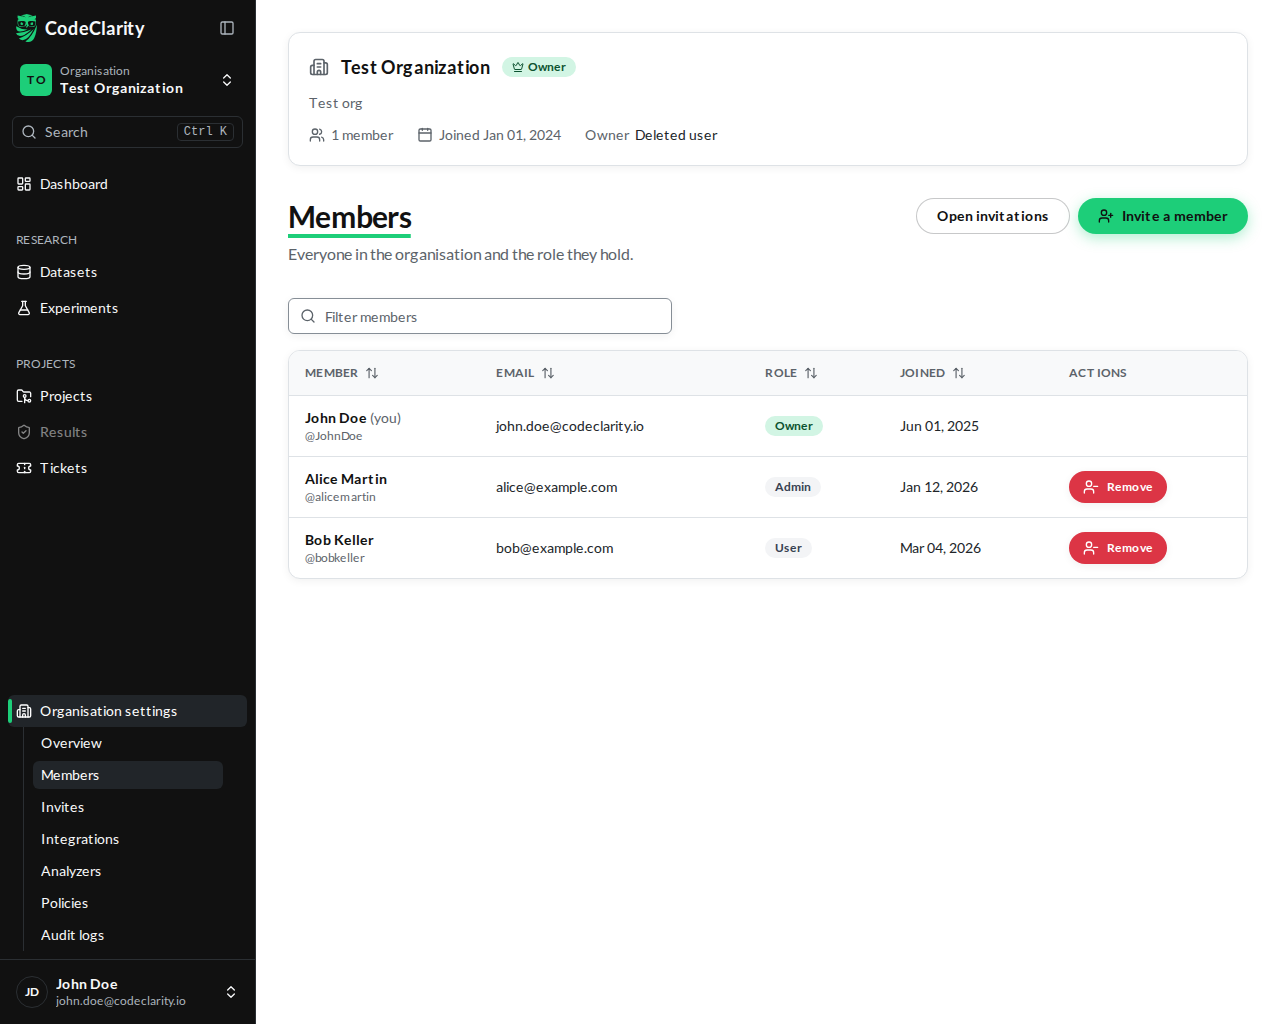 CodeClarity
TO
Organisation
Test Organization
Search
Ctrl K
Dashboard
RESEARCH
Datasets
Experiments
PROJECTS
Projects
Results
Tickets
Organisation settings
Overview
Members
Invites
Integrations
Analyzers
Policies
Audit logs
JD
John Doe
john.doe@codeclarity.io
Test Organization
Owner
Test org
1 member
Joined Jan 01, 2024
Owner Deleted user
Members
Everyone in the organisation and the role they hold.
Open invitations
Invite a member
Filter members
MEMBER EMAIL ROLE JOINED ACTIONS
John Doe (you)
@JohnDoe
john.doe@codeclarity.io
Owner
Jun 01, 2025
Alice Martin
@alicemartin
alice@example.com
Admin
Jan 12, 2026
Remove
Bob Keller
@bobkeller
bob@example.com
User
Mar 04, 2026
Remove